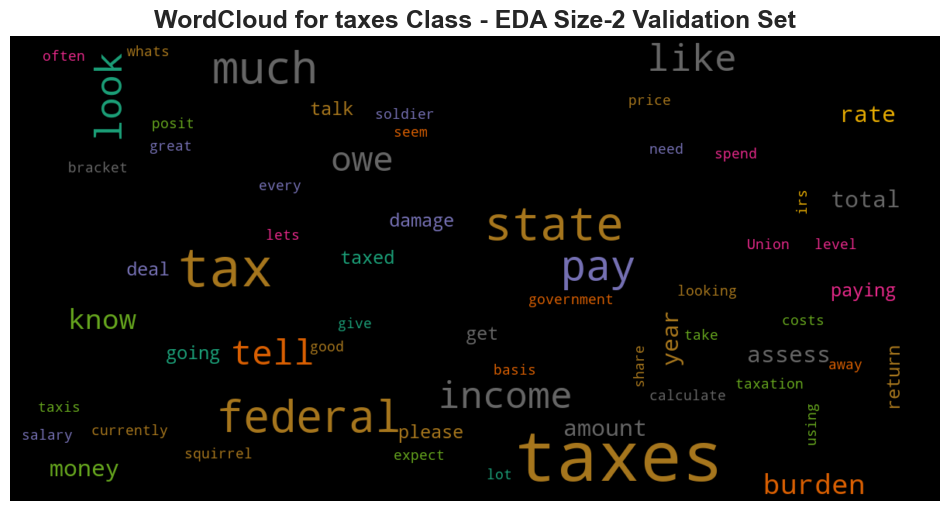 WordCloud for taxes Class - EDA Size-2 Validation Set
often
whats
look
much
like
price
rate
talk
soldier
posit
seem
great
bracket
owe
need
spend
every
irs
total
damage
state
lets
Union
level
tax
taxed
pay
deal
government
looking
paying
know
give
get
year
take
costs
going
tell
good
basis
share
assess
away
return
income
calculate
taxation
taxis
federal
using
salary
currently
please
amount
squirrel
expect
taxes
money
lot
burden